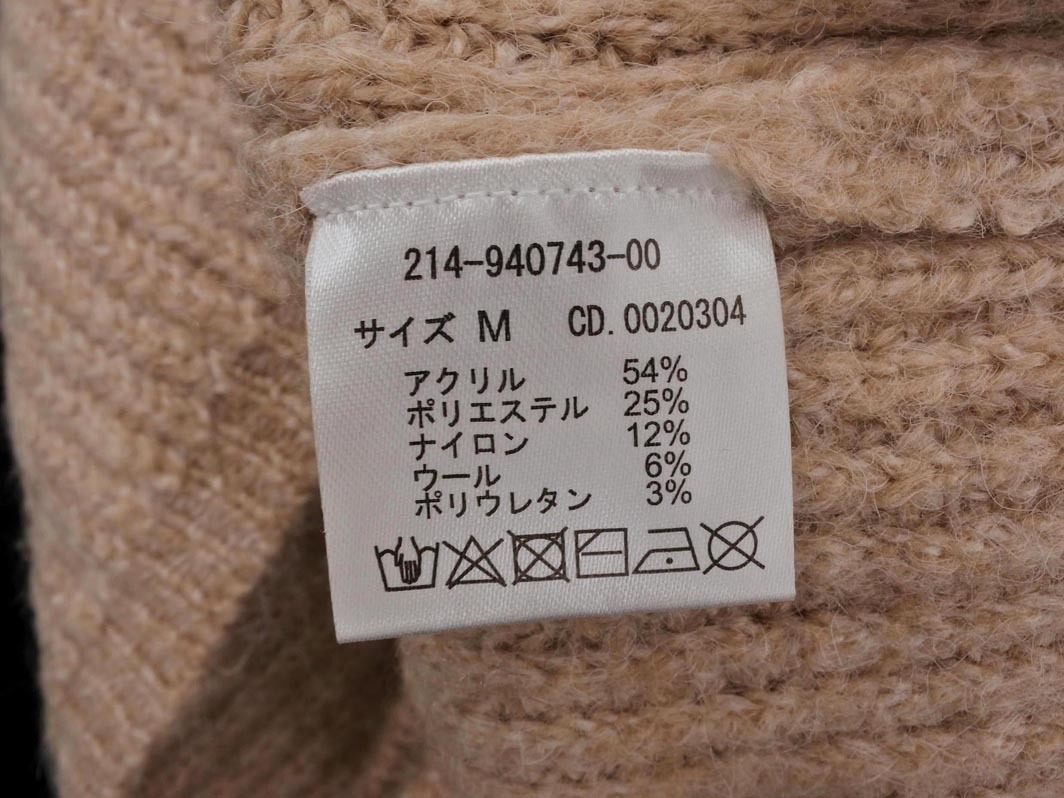 214-940743-00
サイズ M CD. 0020304
アクリル 54%
ポリエステル 25%
ナイロン 12%
ウール 6%
ポリウレタン 3%